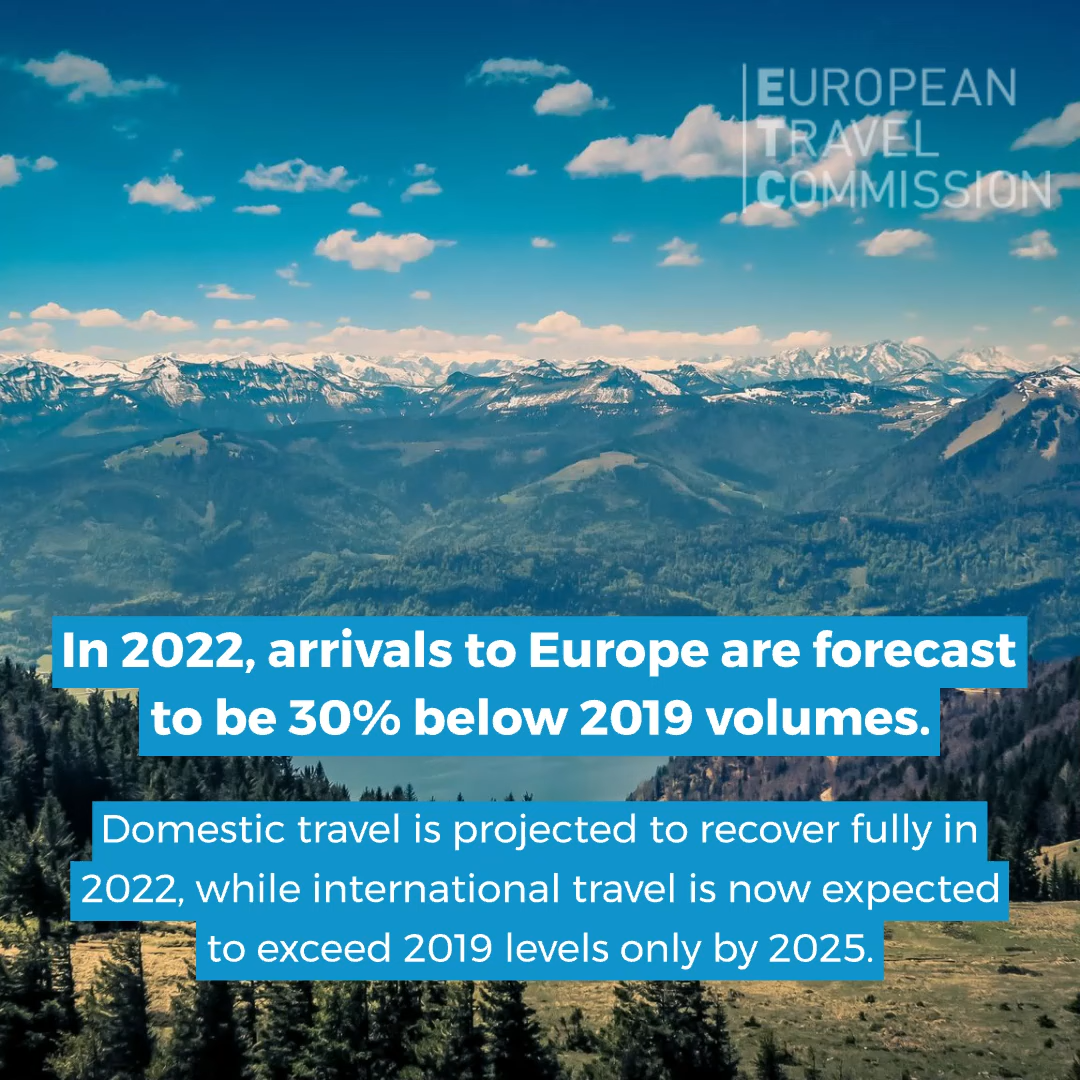 EUROPEAN
TRAVEL
COMMISSION
In 2022, arrivals to Europe are forecast
to be 30% below 2019 volumes.
Domestic travel is projected to recover fully in
2022, while international travel is now expected
to exceed 2019 levels only by 2025.